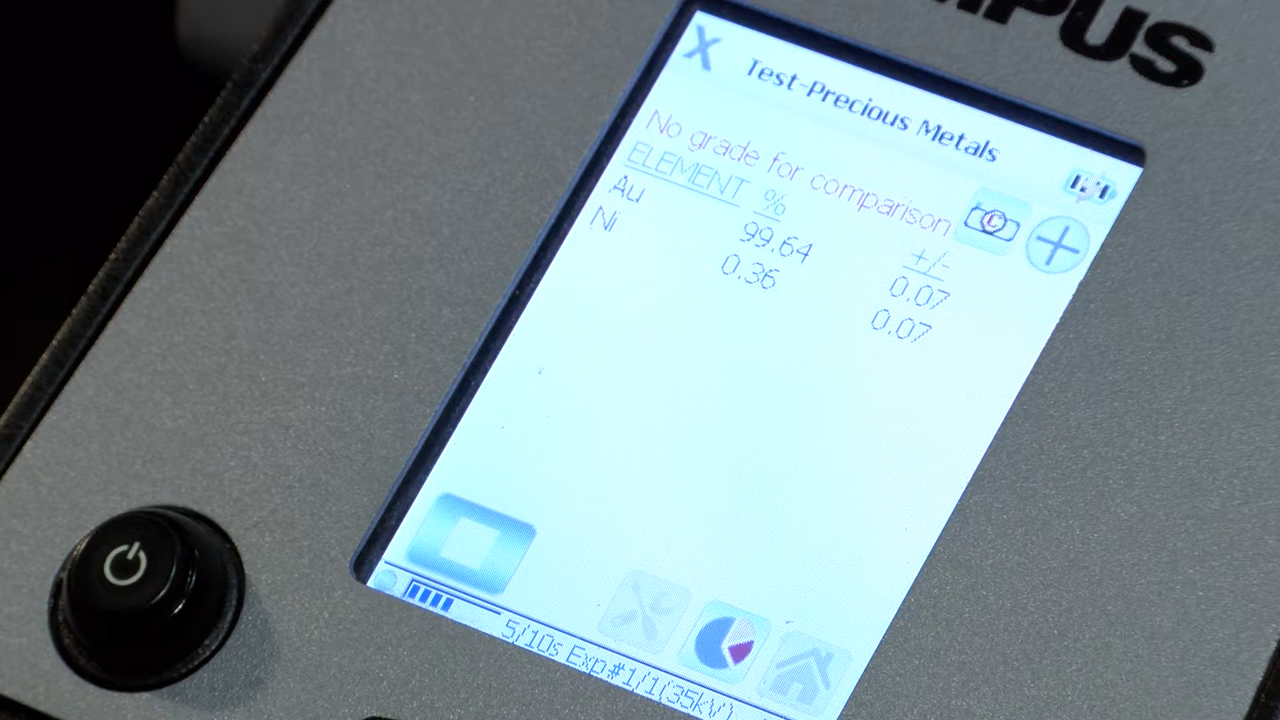 MPUS
X Test-Precious Metals
No grade for comparison
ELEMENT % +/-
Au 99.64 0.07
Ni 0.36 0.07
5/10s Exp#1/1(35kV)